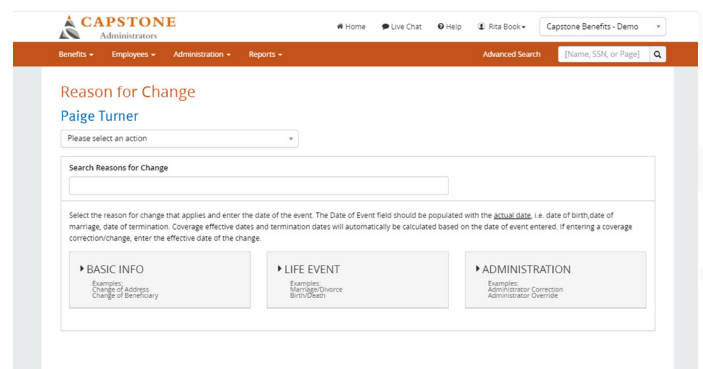 CAPSTONE
Administrators
Home Live Chat Help Rita Book Capstone Benefits - Demo
Benefits Employees Administration Reports Advanced Search [Name, SSN, or Page]
Reason for Change
Paige Turner
Please select an action
Search Reasons for Change
Select the reason for change that applies and enter the date of the event. The Date of Event field should be populated with the actual date, i.e. date of birth,date of
marriage, date of termination. Coverage effective dates and termination dates will automatically be calculated based on the date of event entered. If entering a coverage
correction/change, enter the effective date of the change.
BASIC INFO
Examples:
Change of Address
Change of Beneficiary
LIFE EVENT
Examples:
Marriage/Divorce
Birth/Death
ADMINISTRATION
Examples:
Administrator Correction
Administrator Override